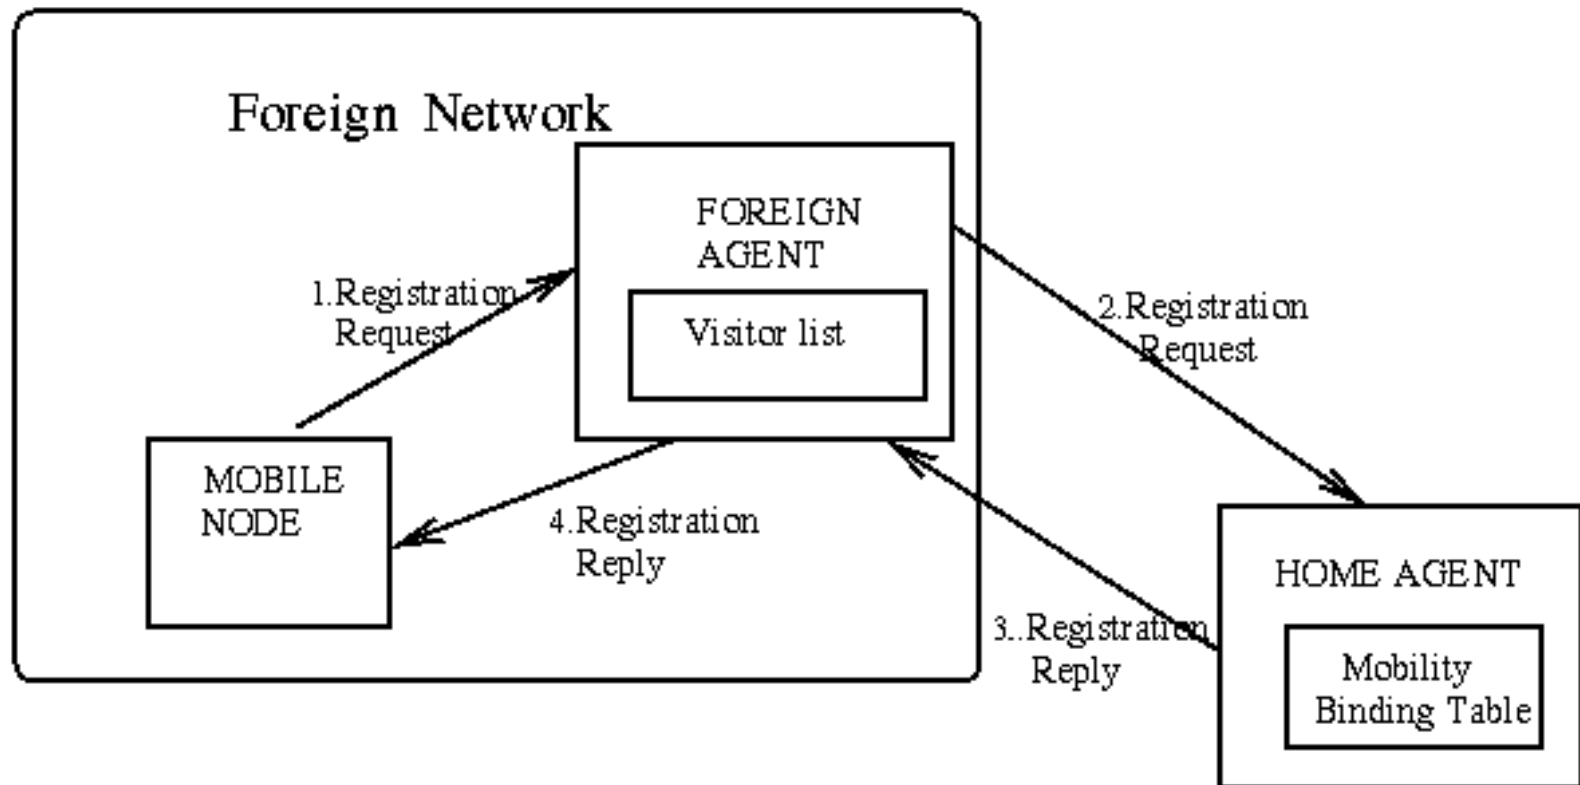 Foreign Network
FOREIGN
AGENT
Visitor list
1.Registration
Request
2.Registration
Request
MOBILE
NODE
4.Registration
Reply
3..Registration
Reply
HOME AGENT
Mobility
Binding Table